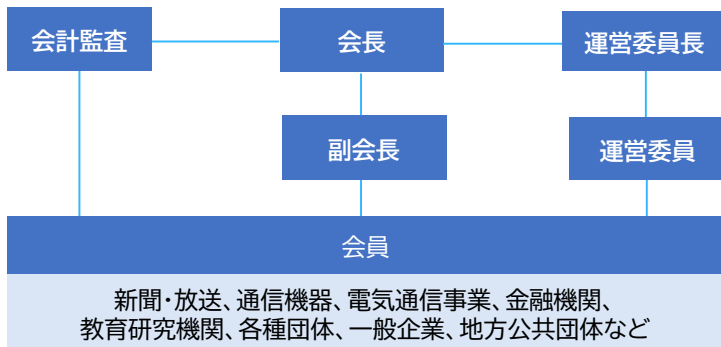 会計監査
会長
運営委員長
副会長
運営委員
会員
新聞・放送、通信機器、電気通信事業、金融機関、
教育研究機関、各種団体、一般企業、地方公共団体など